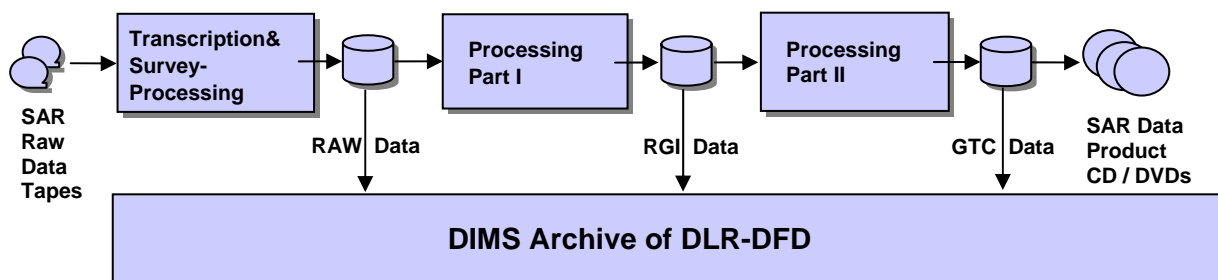 Transcription&
Survey-
Processing
Processing
Part I
Processing
Part II
SAR
Raw
Data
Tapes
RAW Data
RGI Data
GTC Data
SAR Data
Product
CD / DVDs
DIMS Archive of DLR-DFD